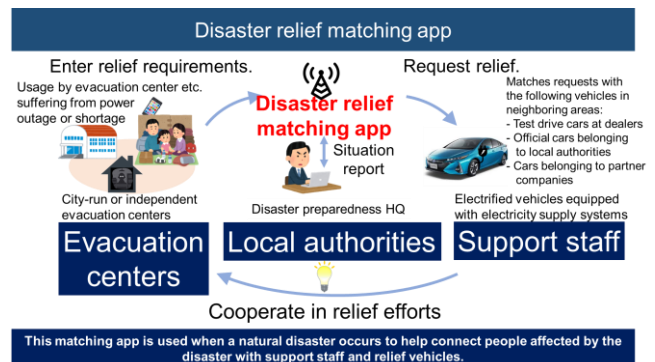 Disaster relief matching app
Enter relief requirements.
Request relief.
Usage by evacuation center etc.
suffering from power
outage or shortage
Disaster relief
matching app
Situation
report
Matches requests with
the following vehicles in
neighboring areas:
- Test drive cars at dealers
- Official cars belonging
to local authorities
- Cars belonging to partner
companies
City-run or independent
evacuation centers
Disaster preparedness HQ
Electrified vehicles equipped
with electricity supply systems
Evacuation
centers
Local authorities
Support staff
Cooperate in relief efforts
This matching app is used when a natural disaster occurs to help connect people affected by the
disaster with support staff and relief vehicles.